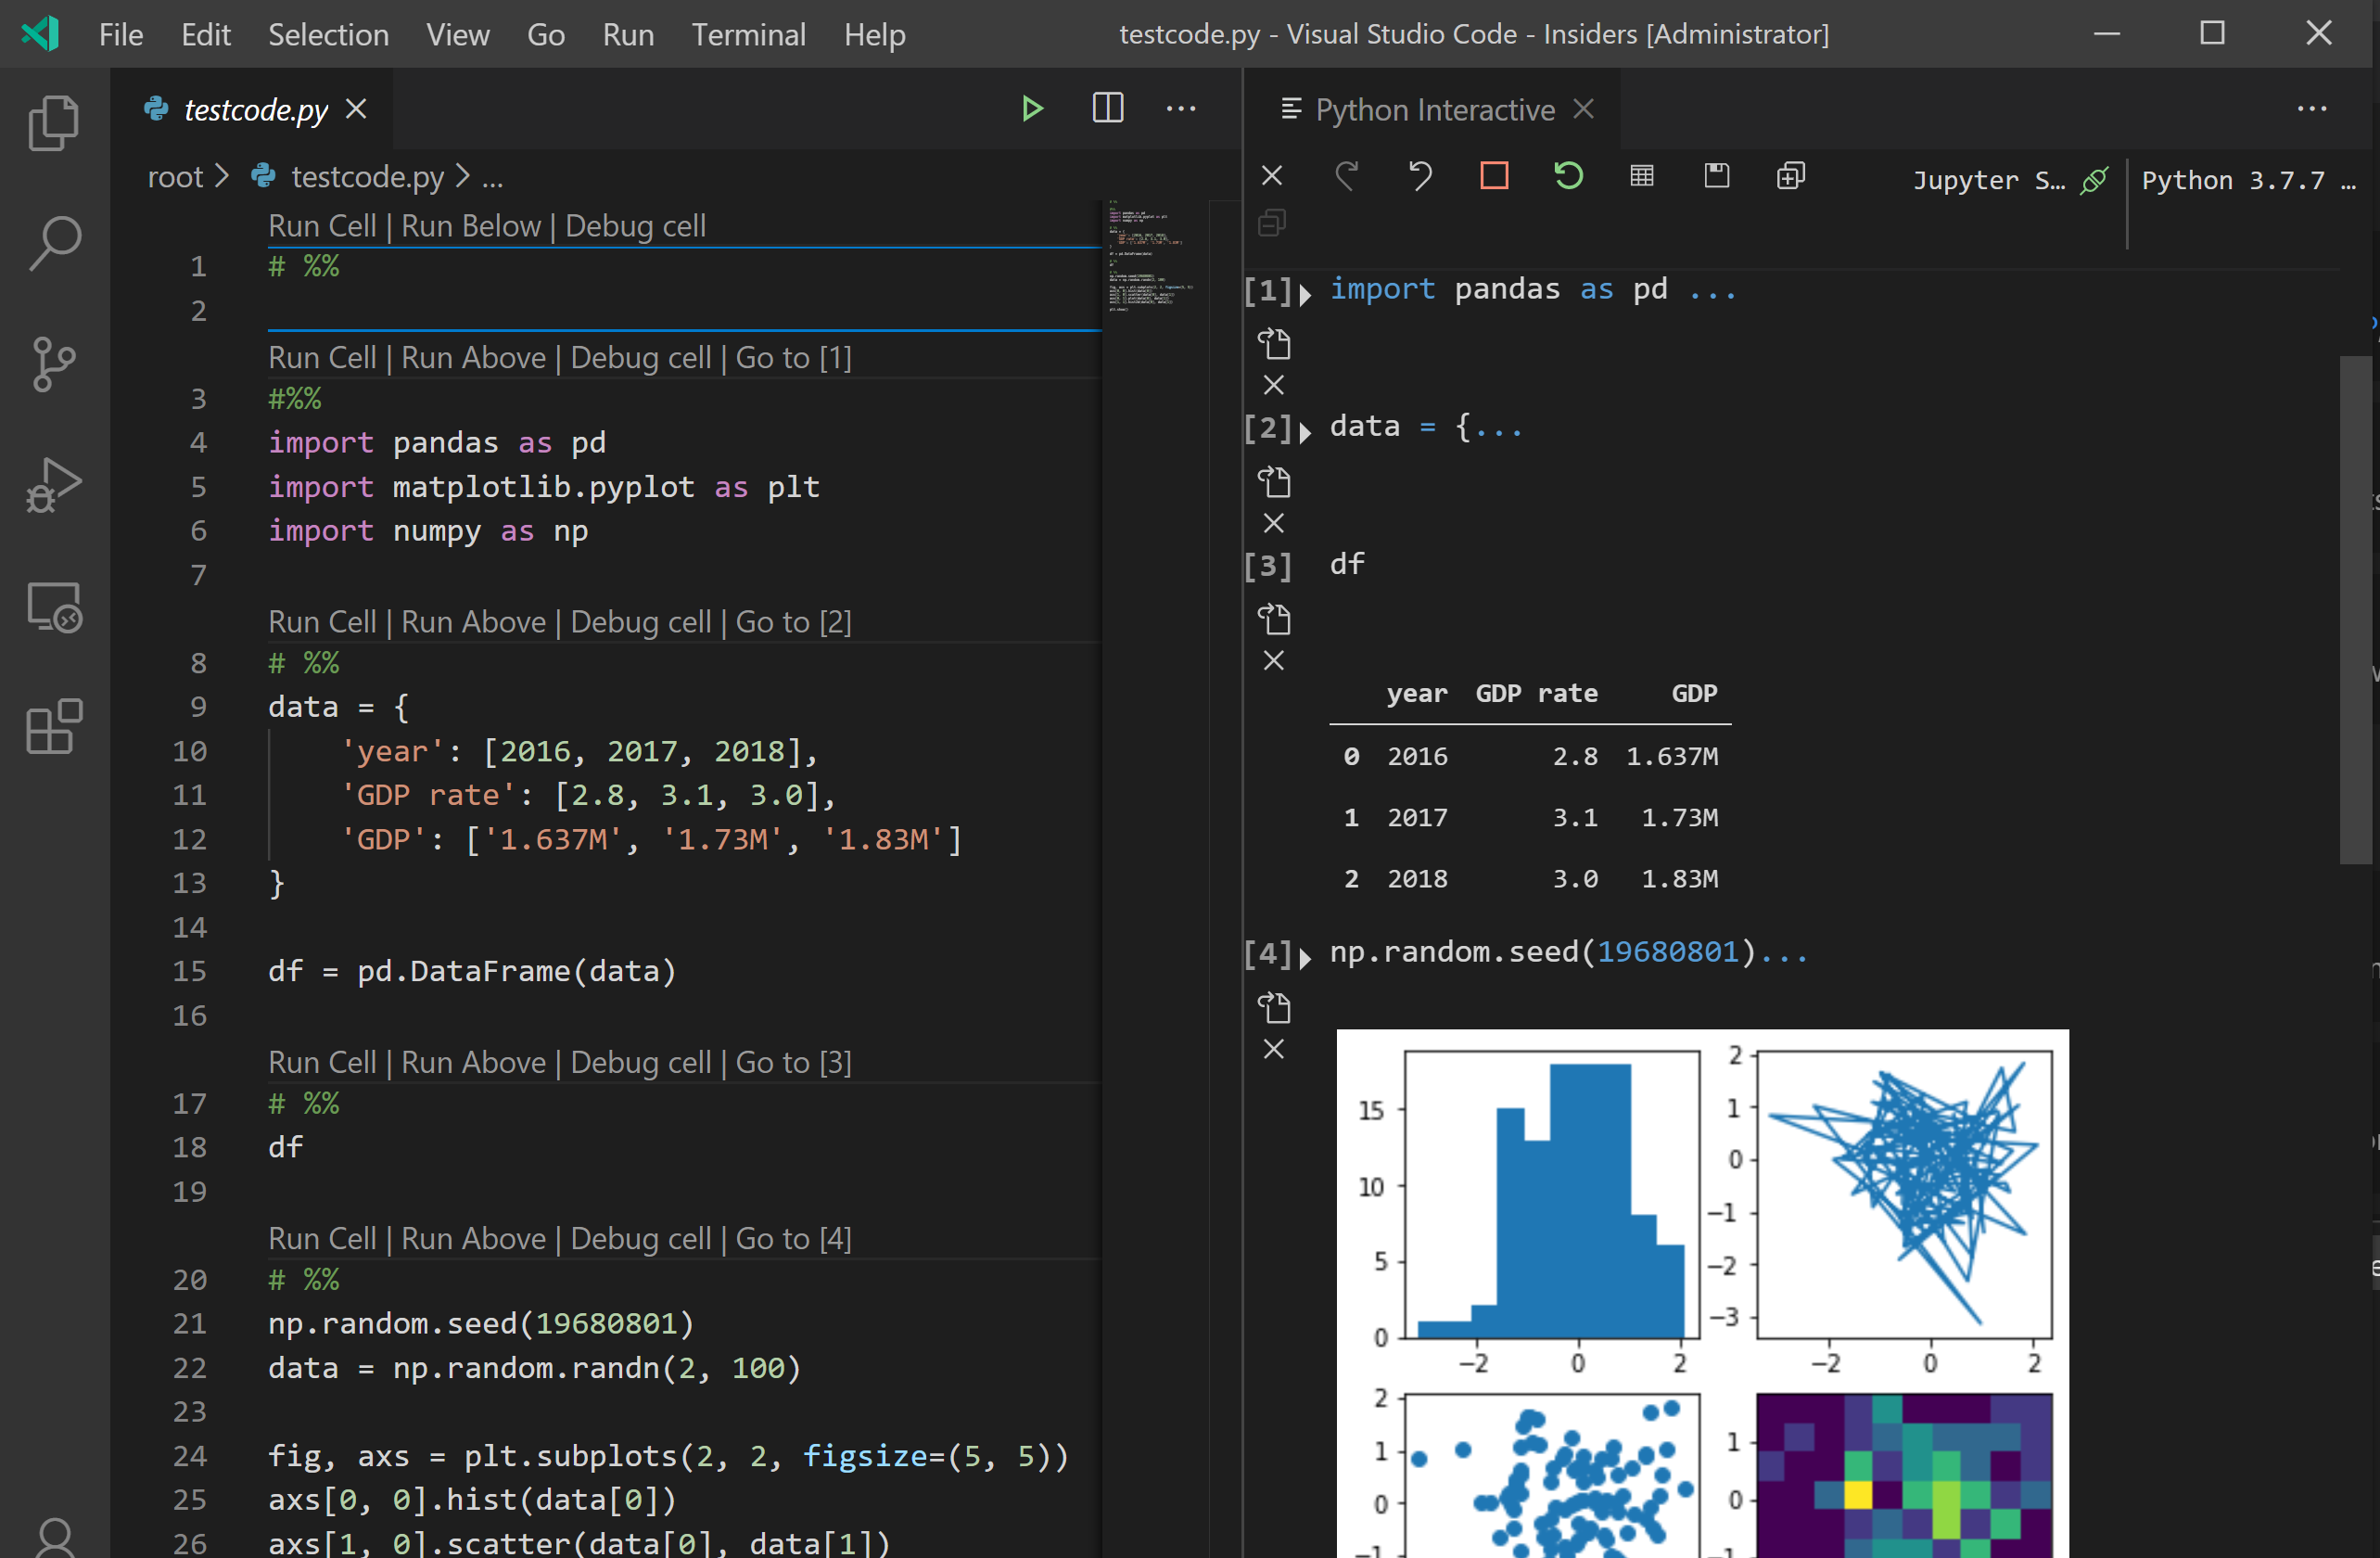 File Edit Selection View Go Run Terminal Help
testcode.py - Visual Studio Code - Insiders [Administrator]
testcode.py
root > testcode.py > ...
Run Cell | Run Below | Debug cell
1 # %%
2
Run Cell | Run Above | Debug cell | Go to [1]
3 #%%
4 import pandas as pd
5 import matplotlib.pyplot as plt
6 import numpy as np
7
Run Cell | Run Above | Debug cell | Go to [2]
8 # %%
9 data = {
10 'year': [2016, 2017, 2018],
11 'GDP rate': [2.8, 3.1, 3.0],
12 'GDP': ['1.637M', '1.73M', '1.83M']
13 }
14
15 df = pd.DataFrame(data)
16
Run Cell | Run Above | Debug cell | Go to [3]
17 # %%
18 df
19
Run Cell | Run Above | Debug cell | Go to [4]
20 # %%
21 np.random.seed(19680801)
22 data = np.random.randn(2, 100)
23
24 fig, axs = plt.subplots(2, 2, figsize=(5, 5))
25 axs[0, 0].hist(data[0])
26 axs[1, 0].scatter(data[0], data[1])
Python Interactive
Jupyter S... Python 3.7.7 ...
[1] import pandas as pd ...
[2] data = {...
[3] df
year GDP rate GDP
0 2016 2.8 1.637M
1 2017 3.1 1.73M
2 2018 3.0 1.83M
[4] np.random.seed(19680801)...
15
10
5
0
−2 0 2
2
1
0
−1
−2
−3
−2 0 2
2
1
0
−1
1
0
−1